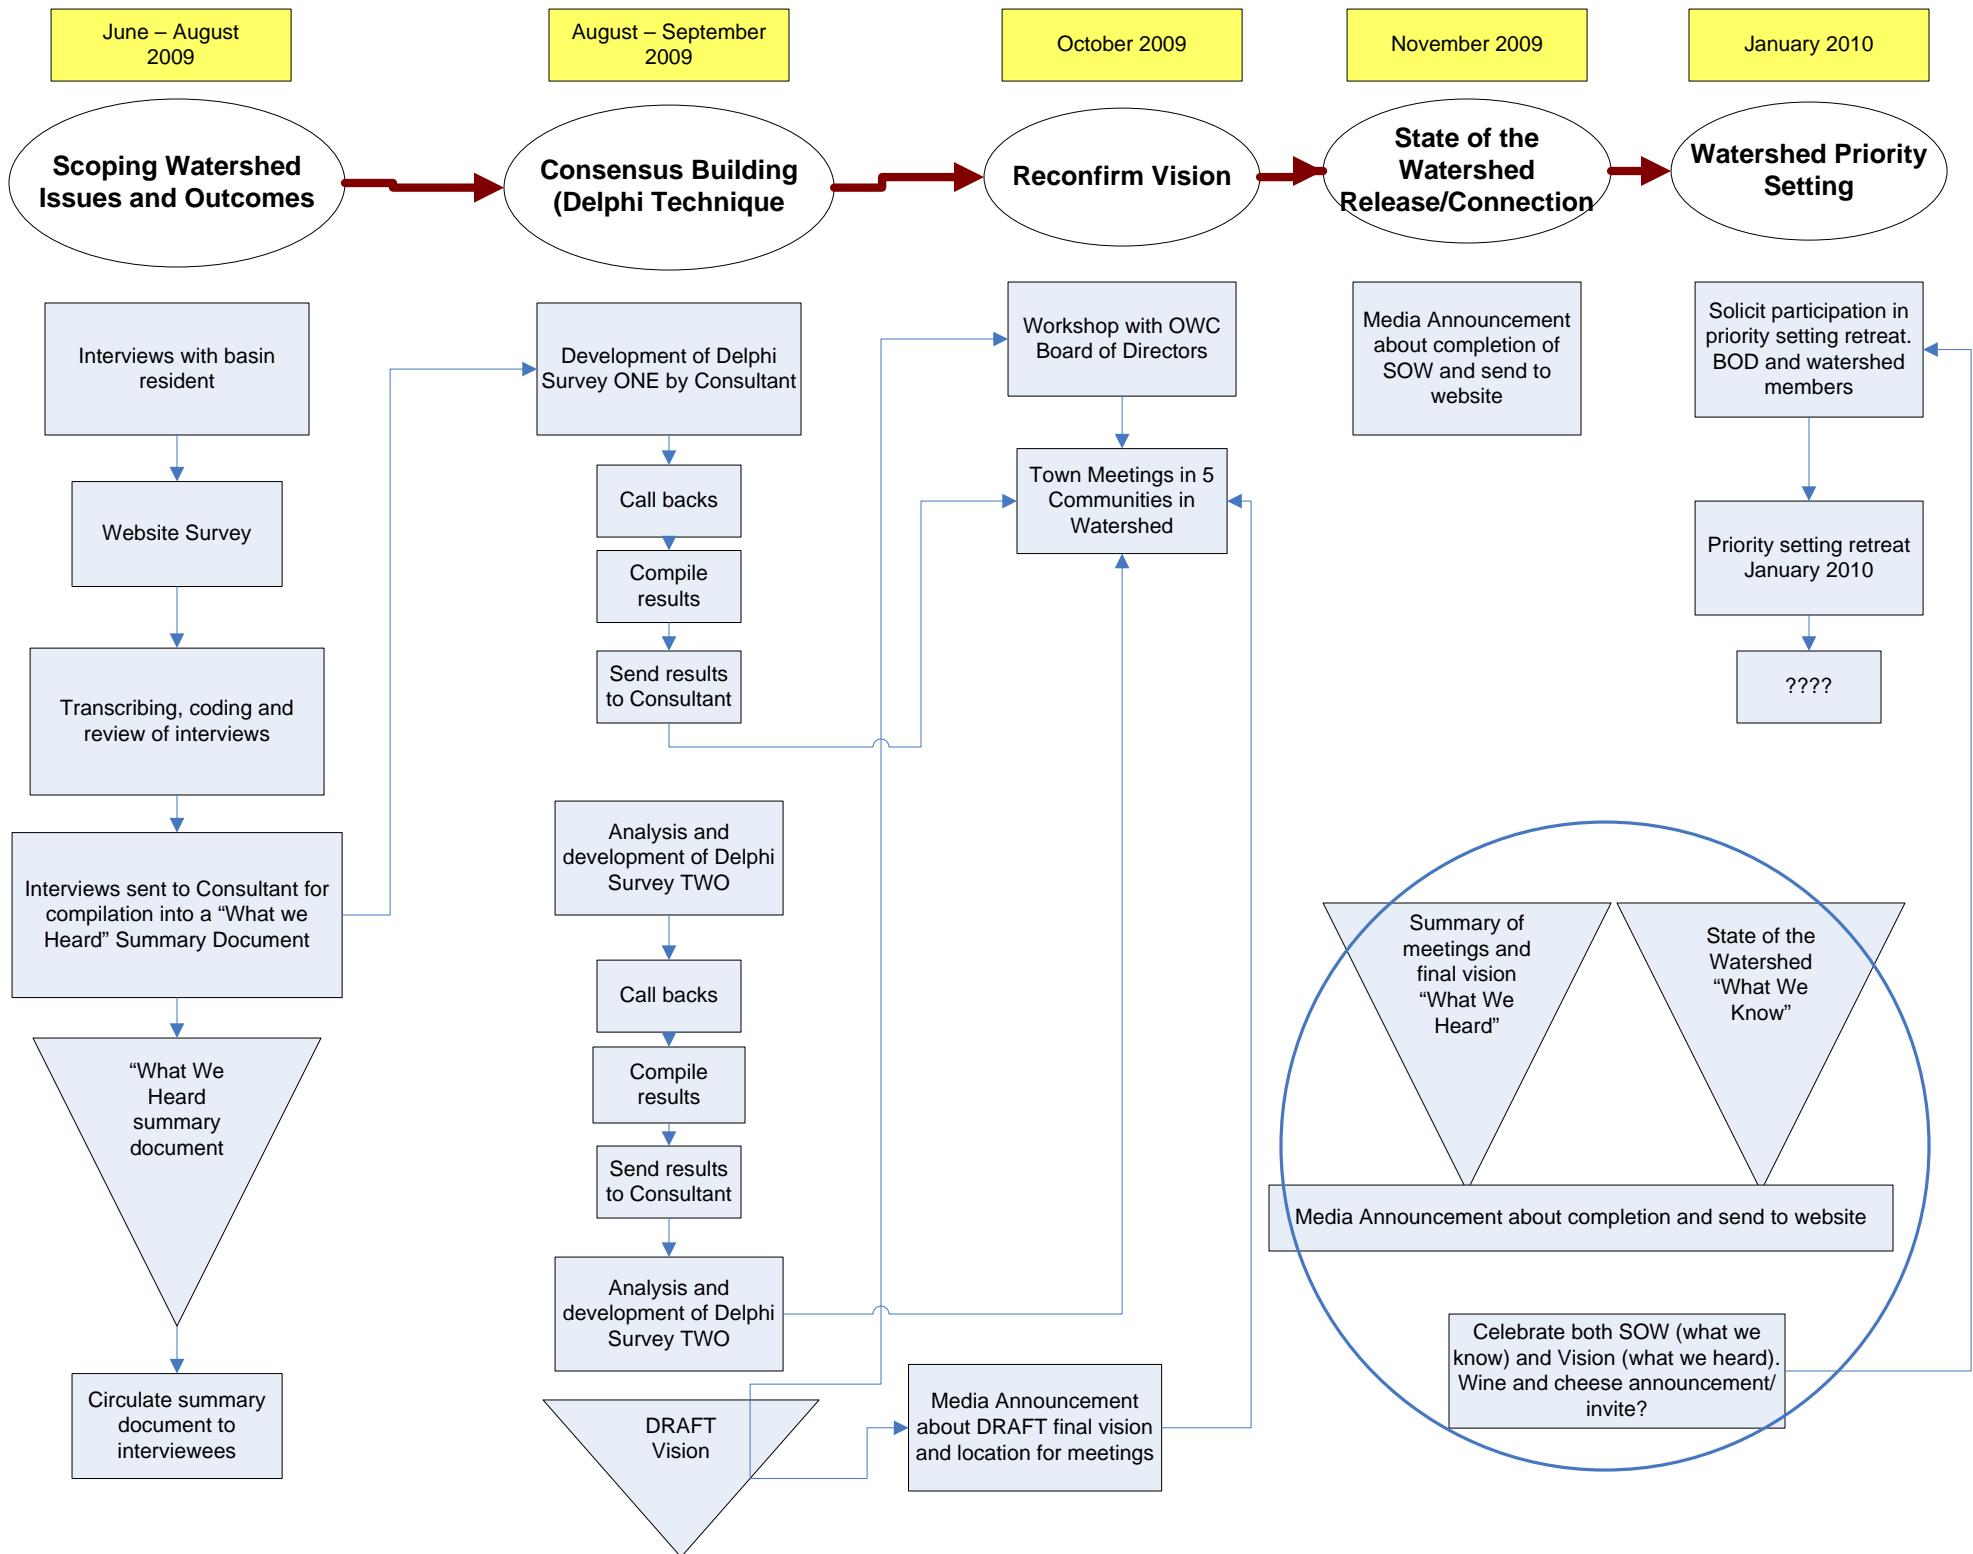 June – August
2009
August – September
2009
October 2009
November 2009
January 2010
Scoping Watershed
Issues and Outcomes
Consensus Building
(Delphi Technique
Reconfirm Vision
State of the
Watershed
Release/Connection
Watershed Priority
Setting
Interviews with basin
resident
Website Survey
Transcribing, coding and
review of interviews
Interviews sent to Consultant for
compilation into a “What we
Heard” Summary Document
“What We
Heard
summary
document
Circulate summary
document to
interviewees
Development of Delphi
Survey ONE by Consultant
Call backs
Compile
results
Send results
to Consultant
Analysis and
development of Delphi
Survey TWO
Call backs
Compile
results
Send results
to Consultant
Analysis and
development of Delphi
Survey TWO
DRAFT
Vision
Workshop with OWC
Board of Directors
Town Meetings in 5
Communities in
Watershed
Media Announcement
about DRAFT final vision
and location for meetings
Media Announcement
about completion of
SOW and send to
website
Solicit participation in
priority setting retreat.
BOD and watershed
members
Priority setting retreat
January 2010
????
Summary of
meetings and
final vision
“What We
Heard”
State of the
Watershed
“What We
Know”
Media Announcement about completion and send to website
Celebrate both SOW (what we
know) and Vision (what we heard).
Wine and cheese announcement/
invite?